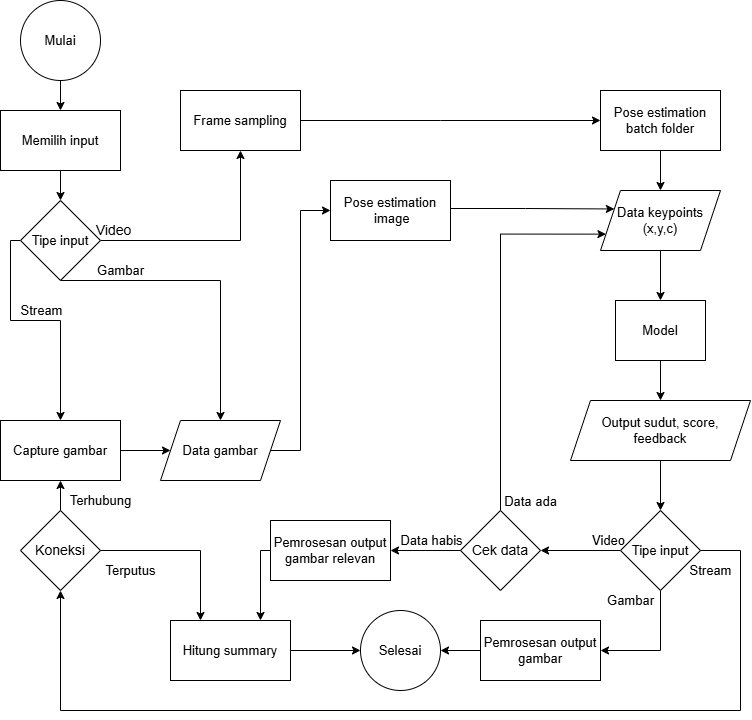 Mulai
Memilih input
Frame sampling
Pose estimation
batch folder
Pose estimation
image
Data keypoints
(x,y,c)
Tipe input
Video
Gambar
Stream
Model
Capture gambar
Data gambar
Output sudut, score,
feedback
Terhubung
Data ada
Koneksi
Terputus
Pemrosesan output
gambar relevan
Data habis
Cek data
Video
Tipe input
Stream
Gambar
Hitung summary
Selesai
Pemrosesan output
gambar